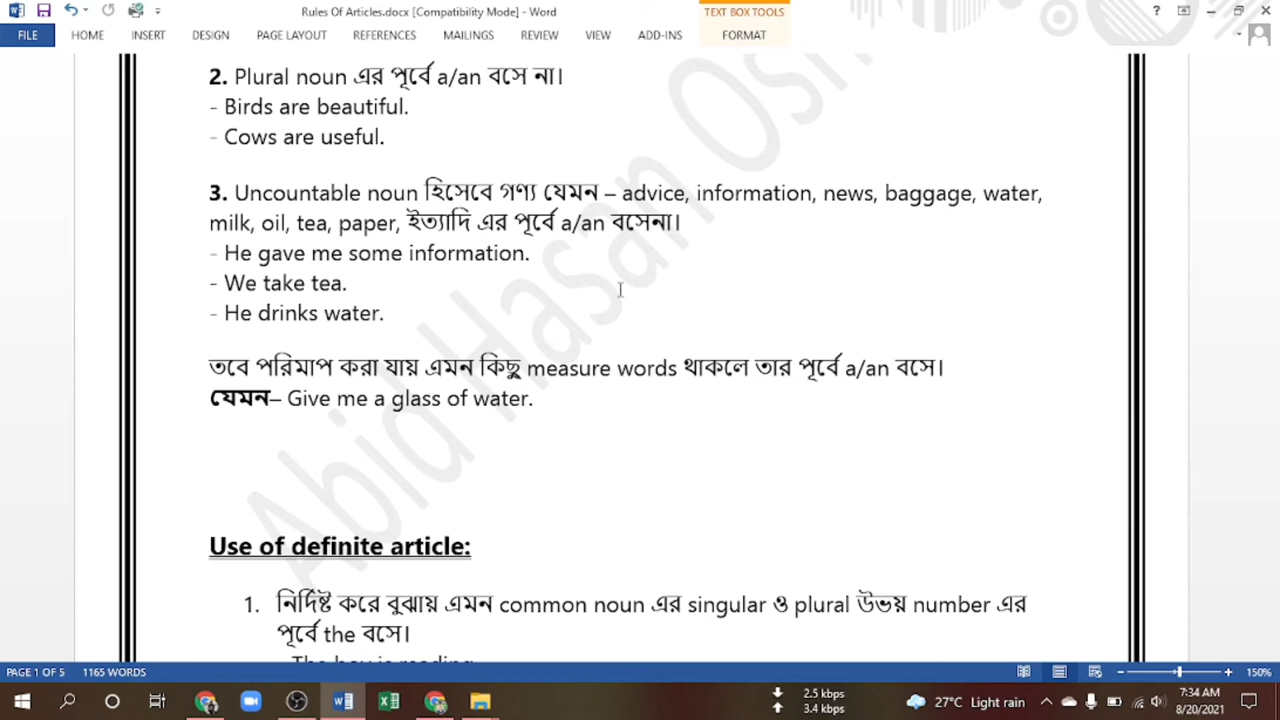 Rules Of Articles.docx [Compatibility Mode] - Word
TEXT BOX TOOLS
FILE HOME INSERT DESIGN PAGE LAYOUT REFERENCES MAILINGS REVIEW VIEW ADD-INS FORMAT
2. Plural noun এর পূর্বে a/an বসে না।
- Birds are beautiful.
- Cows are useful.
3. Uncountable noun হিসেবে গণ্য যেমন – advice, information, news, baggage, water,
milk, oil, tea, paper, ইত্যাদি এর পূর্বে a/an বসেনা।
- He gave me some information.
- We take tea.
- He drinks water.
তবে পরিমাপ করা যায় এমন কিছু measure words থাকলে তার পূর্বে a/an বসে।
যেমন– Give me a glass of water.
Use of definite article:
1. নির্দিষ্ট করে বুঝায় এমন common noun এর singular ও plural উভয় number এর
পূর্বে the বসে।
- The boy is reading.
Abid Hasan
PAGE 1 OF 5 1165 WORDS 150%
2.5 kbps
3.4 kbps
27°C Light rain
7:34 AM
8/20/2021